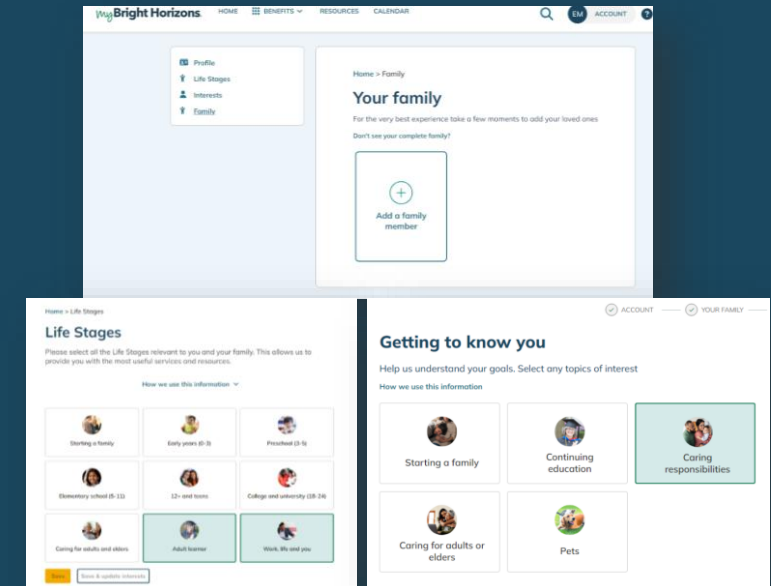 my Bright Horizons. HOME BENEFITS RESOURCES CALENDAR EM ACCOUNT ?
Profile
Life Stages
Interests
Family
Home > Family
Your family
For the very best experience take a few moments to add your loved ones
Don't see your complete family?
Add a family
member
Home > Life Stages
Life Stages
Please select all the Life Stages relevant to you and your family. This allows us to
provide you with the most useful services and resources.
How we use this information
Starting a family
Early years (0-3)
Preschool (3-5)
Elementary school (5-11)
12+ and teens
College and university (18-24)
Caring for adults and elders
Adult learner
Work, life and you
Save
Save & update interests
ACCOUNT
YOUR FAMILY
Getting to know you
Help us understand your goals. Select any topics of interest
How we use this information
Starting a family
Continuing
education
Caring
responsibilities
Caring for adults or
elders
Pets